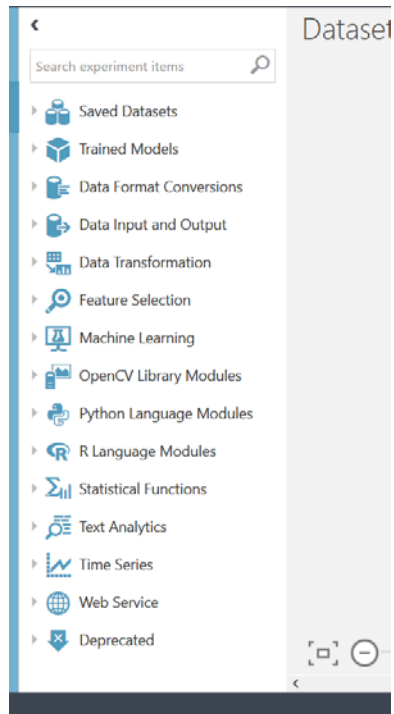 Dataset
Search experiment items
Saved Datasets
Trained Models
Data Format Conversions
Data Input and Output
Data Transformation
Feature Selection
Machine Learning
OpenCV Library Modules
Python Language Modules
R Language Modules
Statistical Functions
Text Analytics
Time Series
Web Service
Deprecated